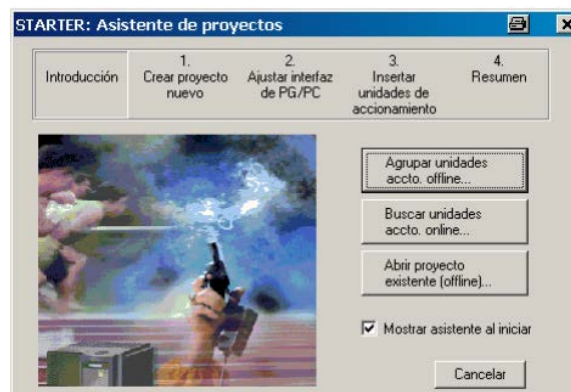 STARTER: Asistente de proyectos
Introducción
1.
Crear proyecto
nuevo
2.
Ajustar interfaz
de PG/PC
3.
Insertar
unidades de
accionamiento
4.
Resumen
Agrupar unidades
accto. offline...
Buscar unidades
accto. online...
Abrir proyecto
existente (offline)...
Mostrar asistente al iniciar
Cancelar